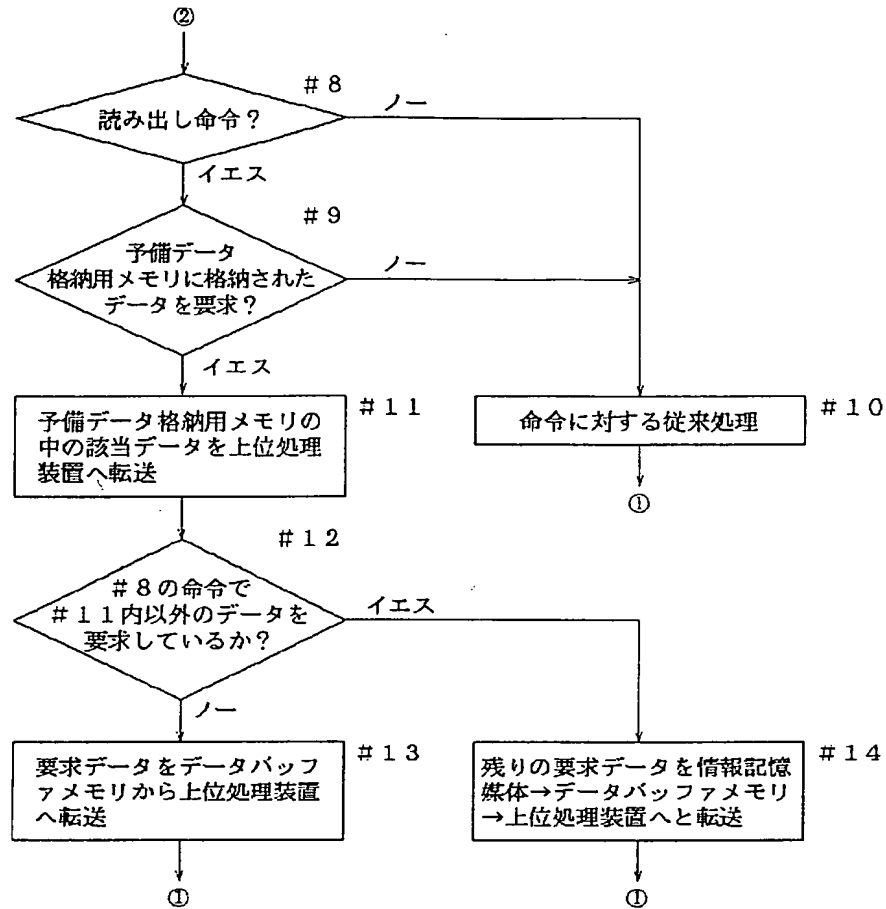 ②
#8
読み出し命令?
ノー
イエス
#9
予備データ
格納用メモリに格納された
データを要求?
ノー
イエス
#11
予備データ格納用メモリの
中の該当データを上位処理
装置へ転送
命令に対する従来処理
#10
①
#12
#8の命令で
#11内以外のデータを
要求しているか?
イエス
ノー
#13
要求データをデータバッフ
ァメモリから上位処理装置
へ転送
①
#14
残りの要求データを情報記憶
媒体→データバッファメモリ
→上位処理装置へと転送
①